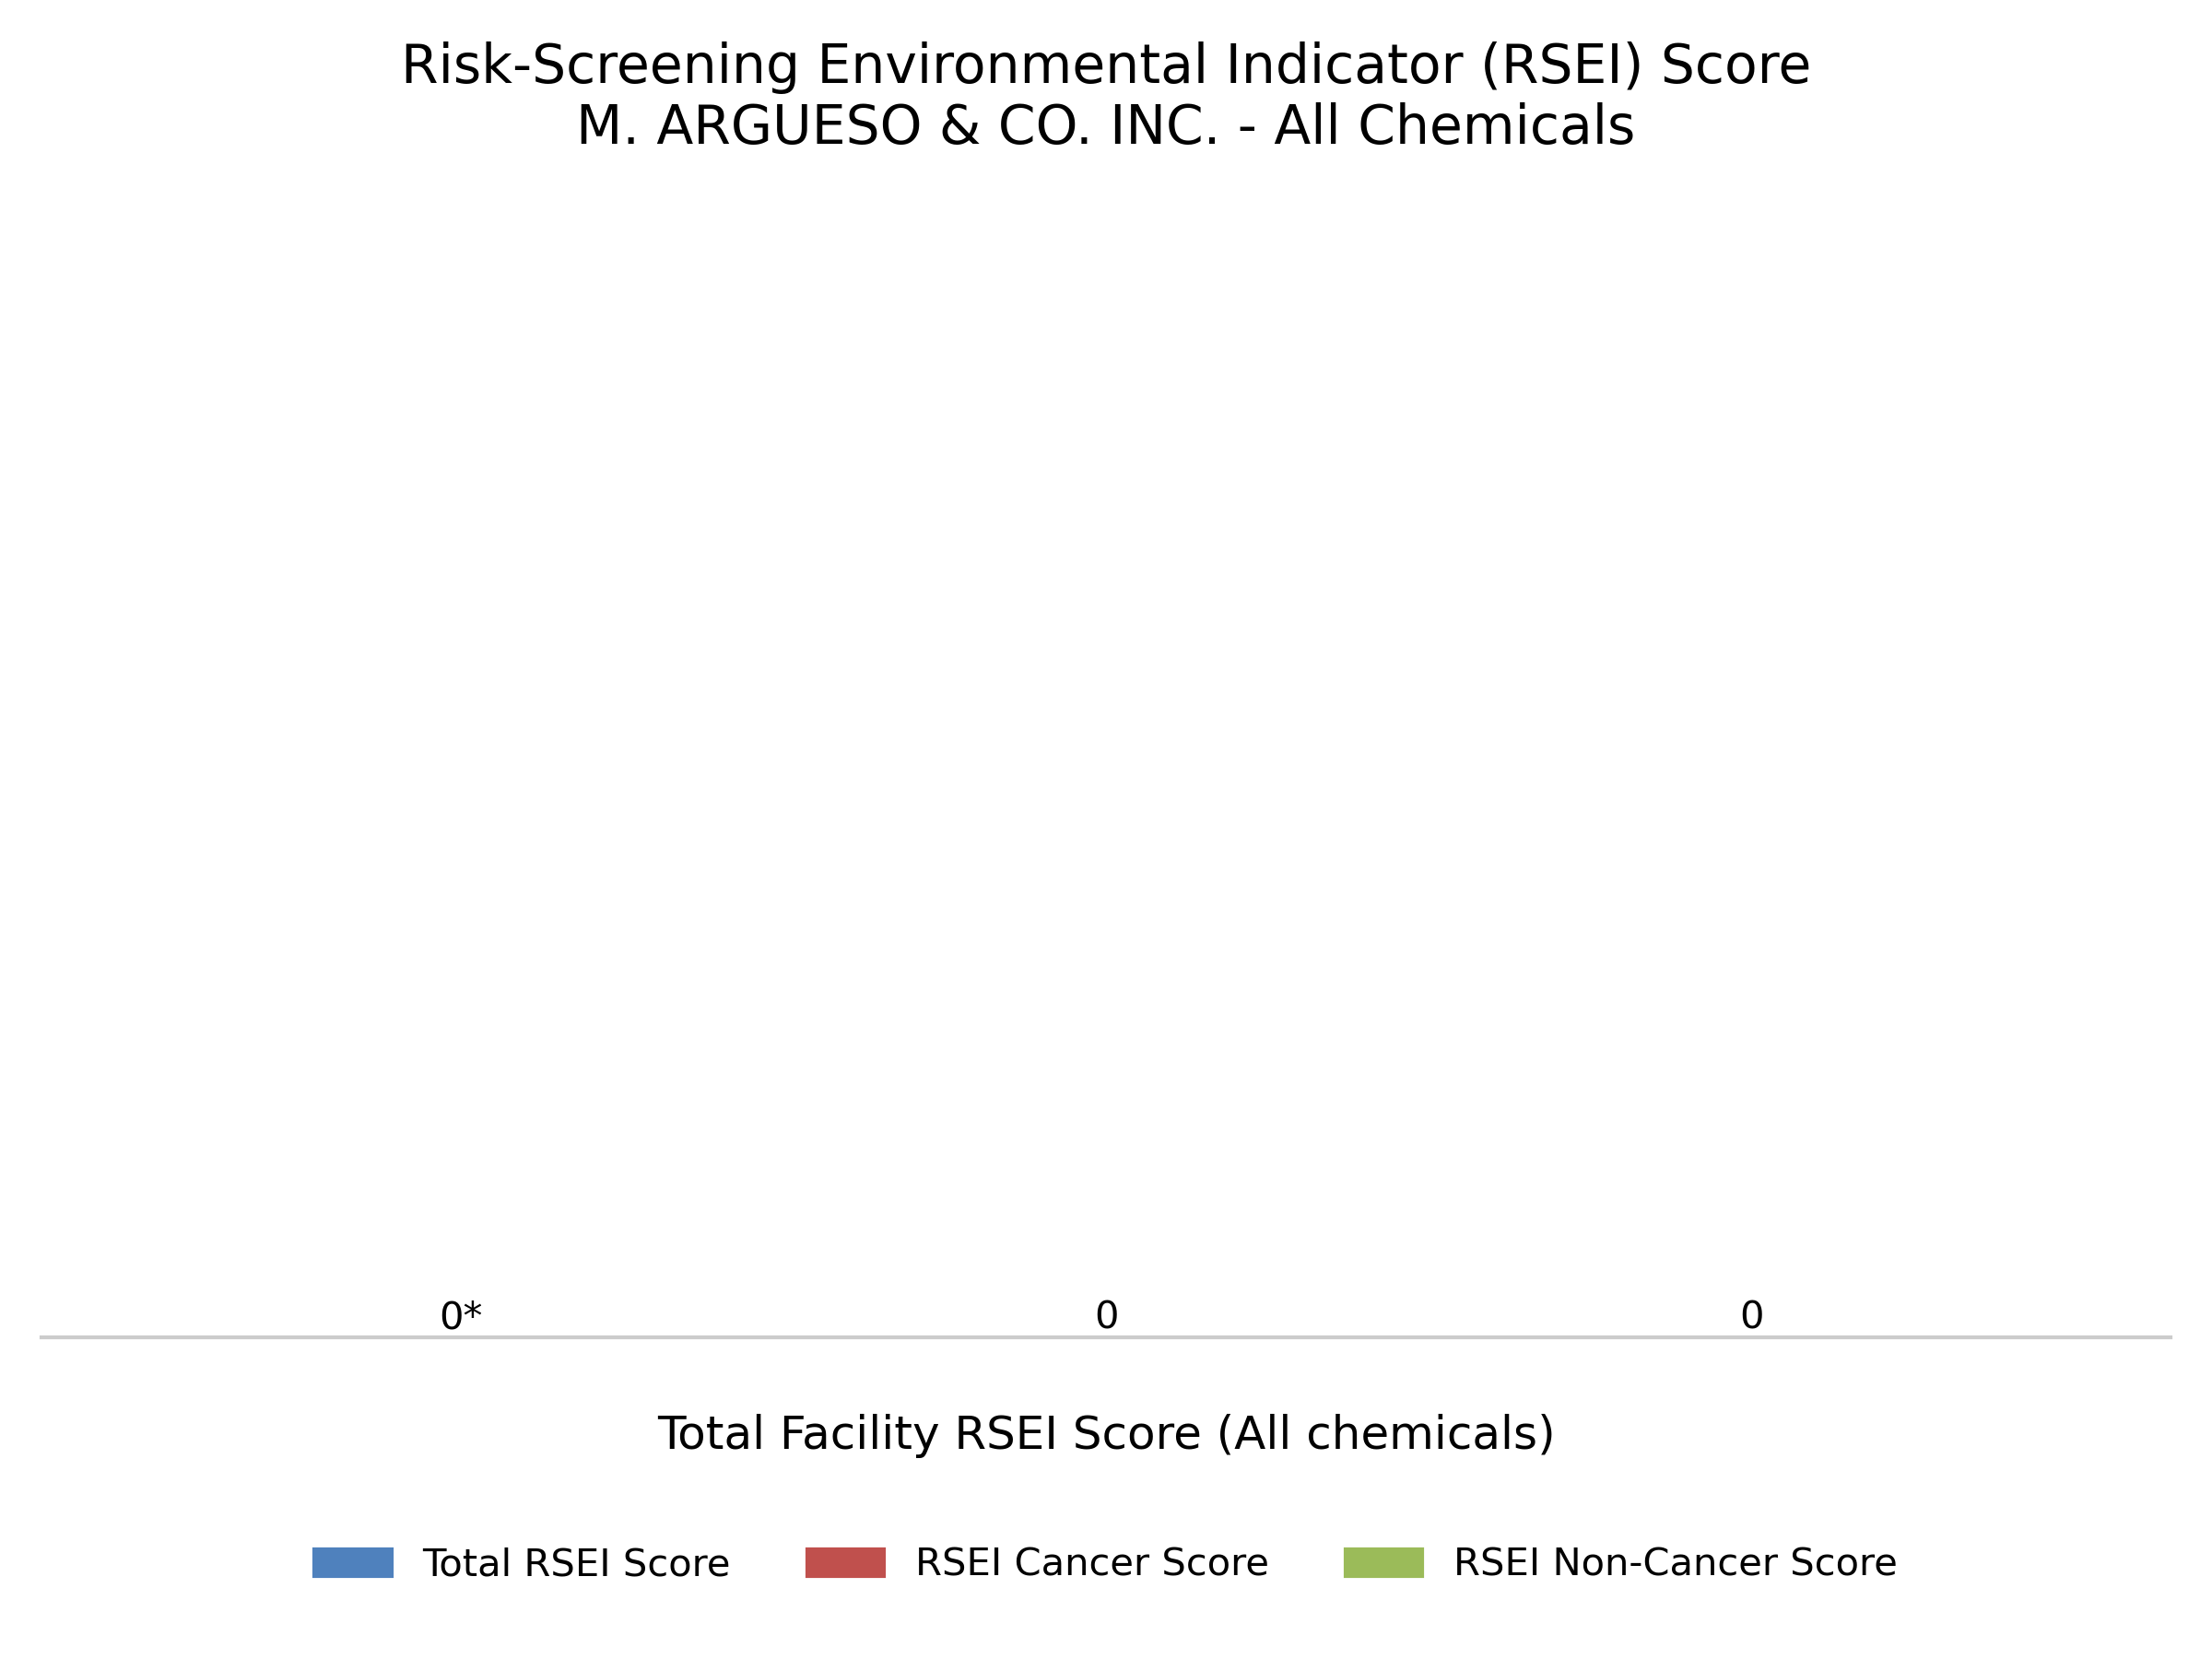 Risk-Screening Environmental Indicator (RSEI) Score
M. ARGUESO & CO. INC. - All Chemicals
0* 0 0
Total Facility RSEI Score (All chemicals)
Total RSEI Score RSEI Cancer Score RSEI Non-Cancer Score